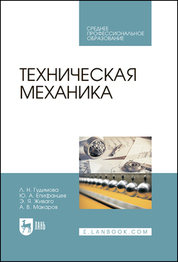 СРЕДНЕЕ
ПРОФЕССИОНАЛЬНОЕ
ОБРАЗОВАНИЕ
ТЕХНИЧЕСКАЯ
МЕХАНИКА
Л. Н. Гудимова
Ю. А. Епифанцев
Э. Я. Живаго
А. В. Макаров
ЛАНЬ
E.LANBOOK.COM